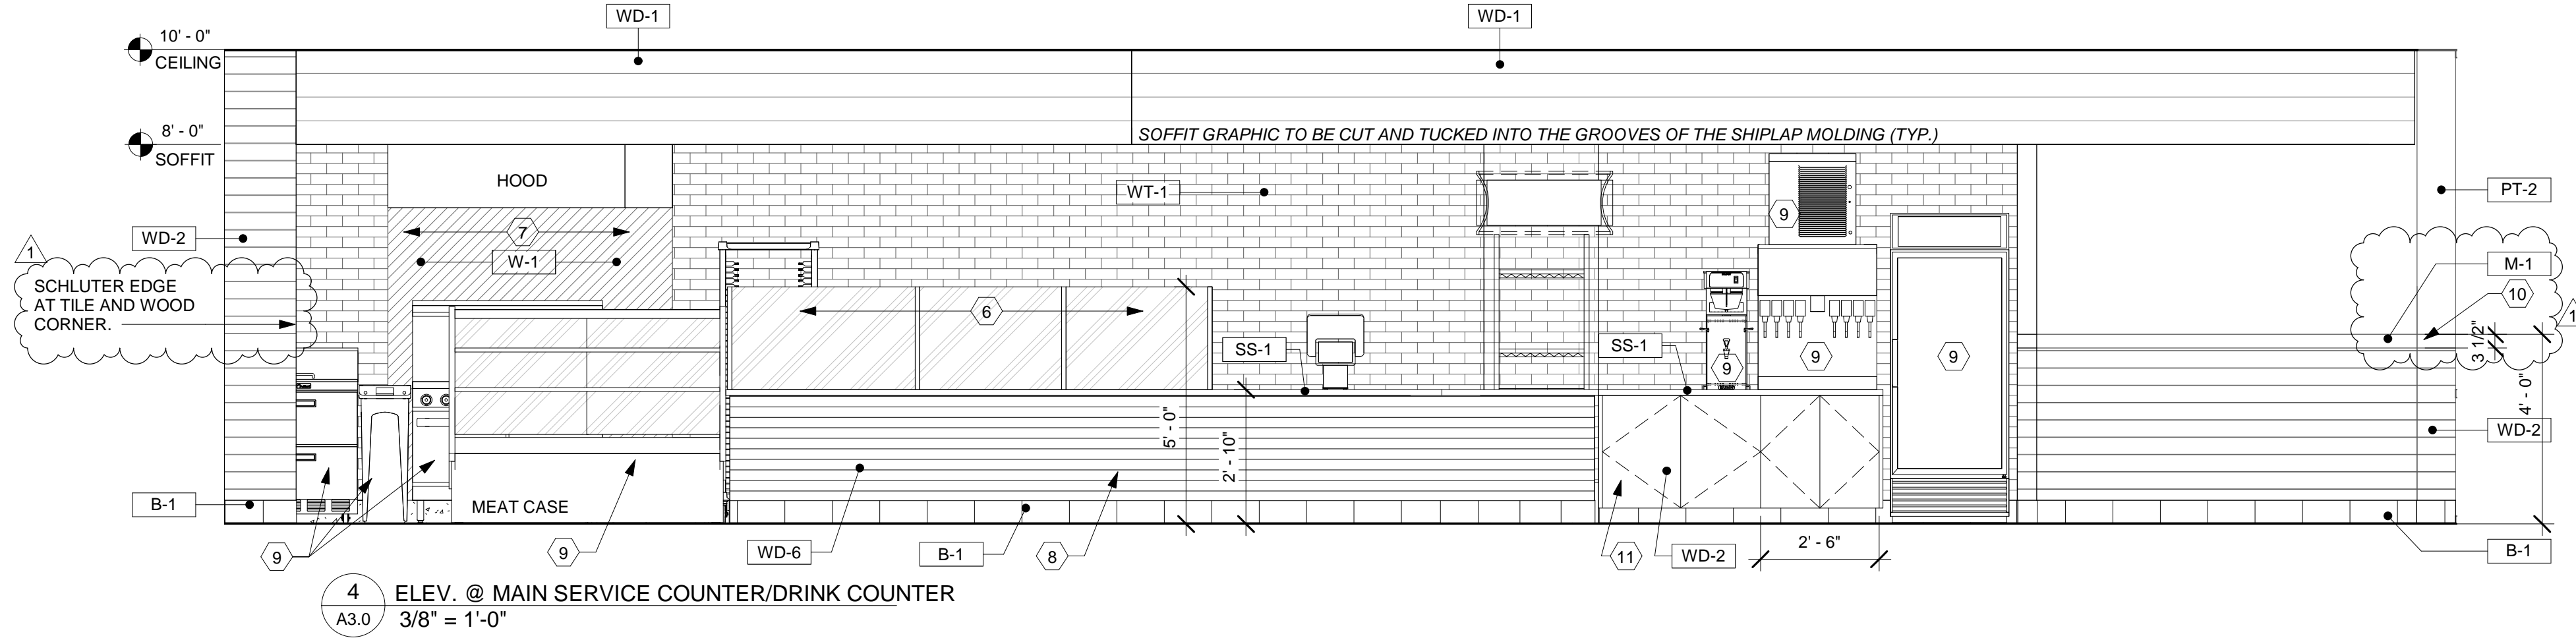 WD-1
WD-1
10' - 0"
CEILING
8' - 0"
SOFFIT
SOFFIT GRAPHIC TO BE CUT AND TUCKED INTO THE GROOVES OF THE SHIPLAP MOLDING (TYP.)
HOOD
WT-1
PT-2
9
7
WD-2
W-1
1
SCHLUTER EDGE
AT TILE AND WOOD
CORNER.
M-1
10
1
6
SS-1
SS-1
9
9
9
3 1/2"
4' - 0"
5' - 0"
2' - 10"
WD-2
B-1
MEAT CASE
9
9
WD-6
B-1
8
11
WD-2
2' - 6"
B-1
4
A3.0
ELEV. @ MAIN SERVICE COUNTER/DRINK COUNTER
3/8" = 1'-0"